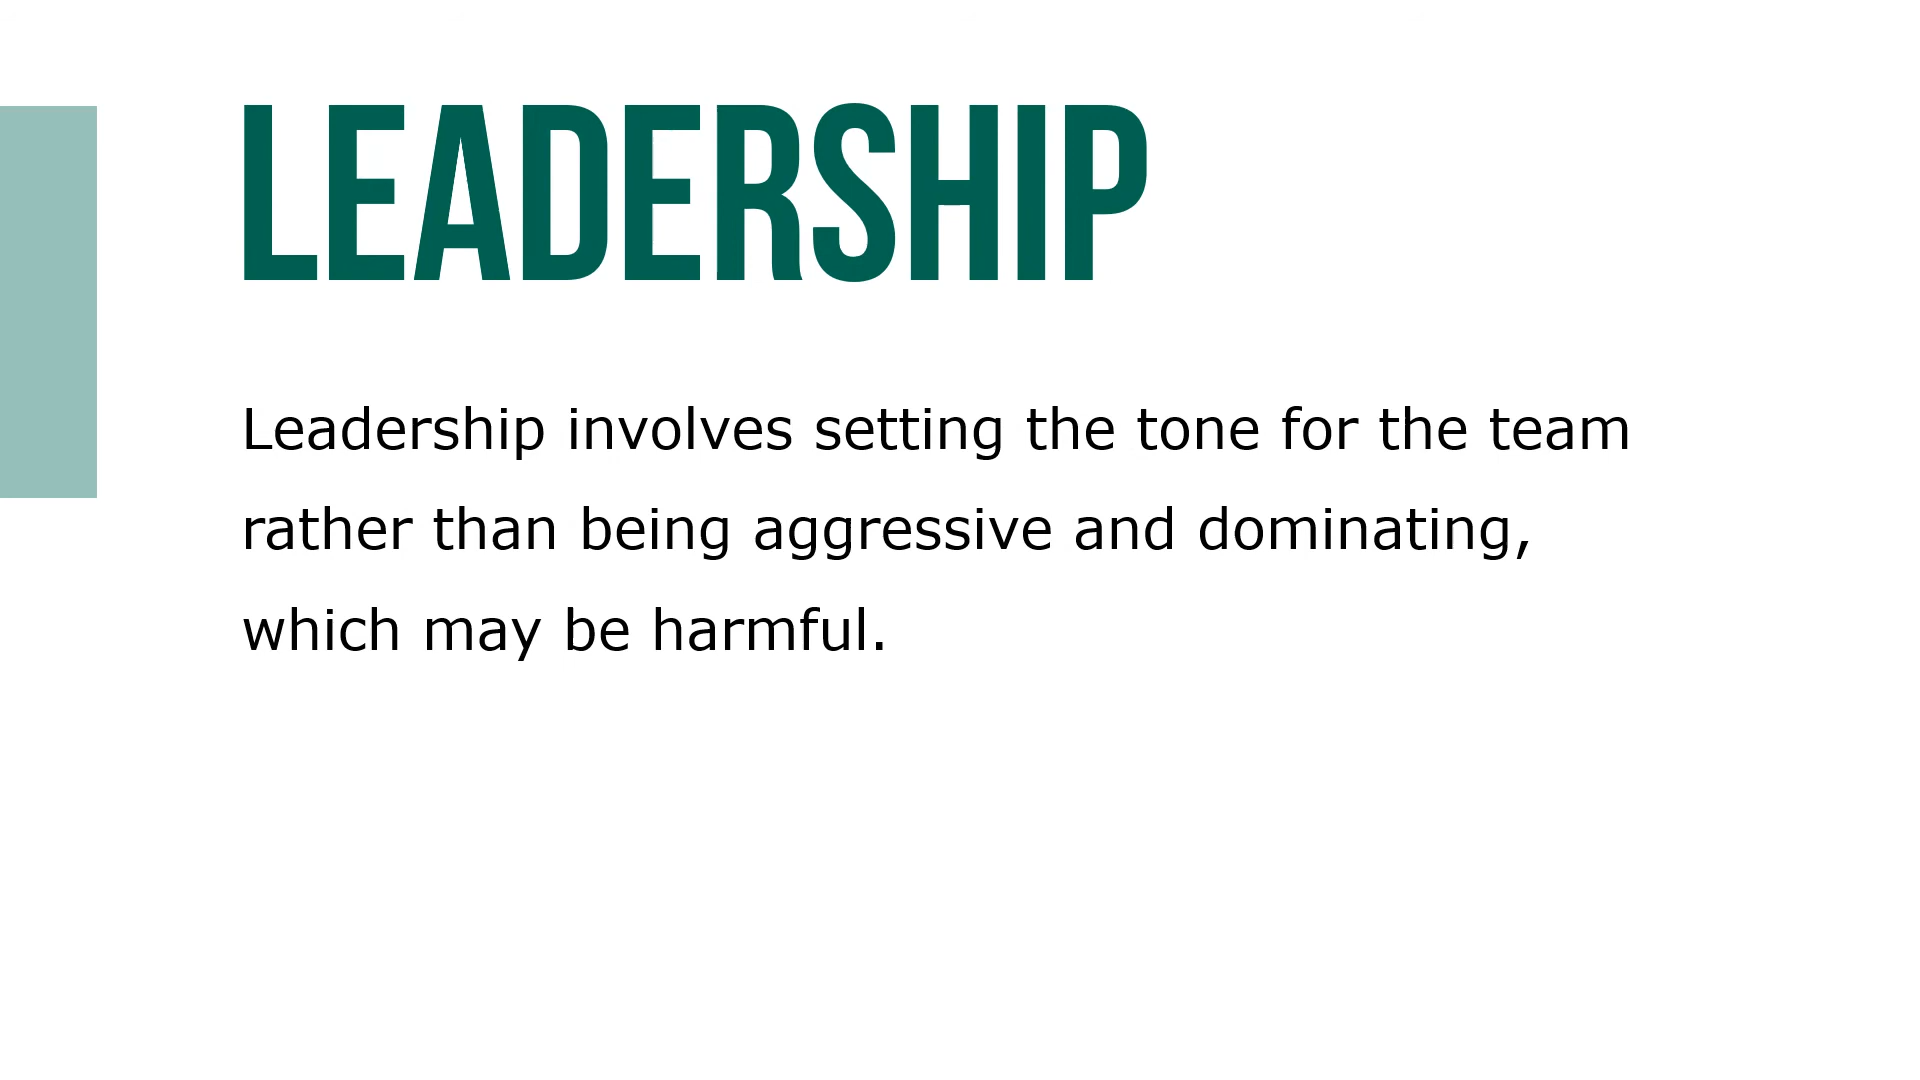 LEADERSHIP
Leadership involves setting the tone for the team
rather than being aggressive and dominating,
which may be harmful.